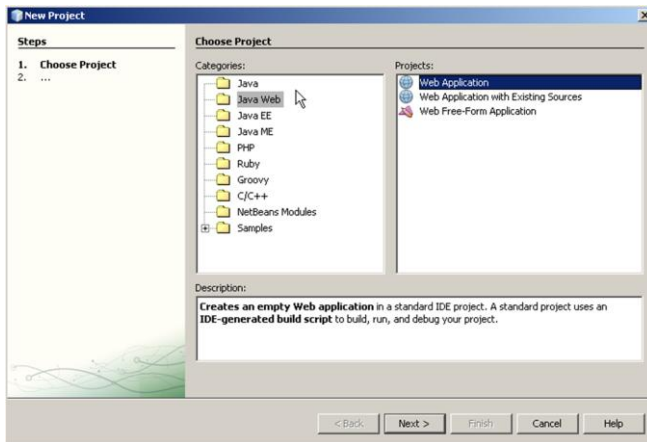 New Project
Steps
1. Choose Project
2. ...
Choose Project
Categories:
Java
Java Web
Java EE
Java ME
PHP
Ruby
Groovy
C/C++
NetBeans Modules
Samples
Projects:
Web Application
Web Application with Existing Sources
Web Free-Form Application
Description:
Creates an empty Web application in a standard IDE project. A standard project uses an
IDE-generated build script to build, run, and debug your project.
< Back
Next >
Finish
Cancel
Help